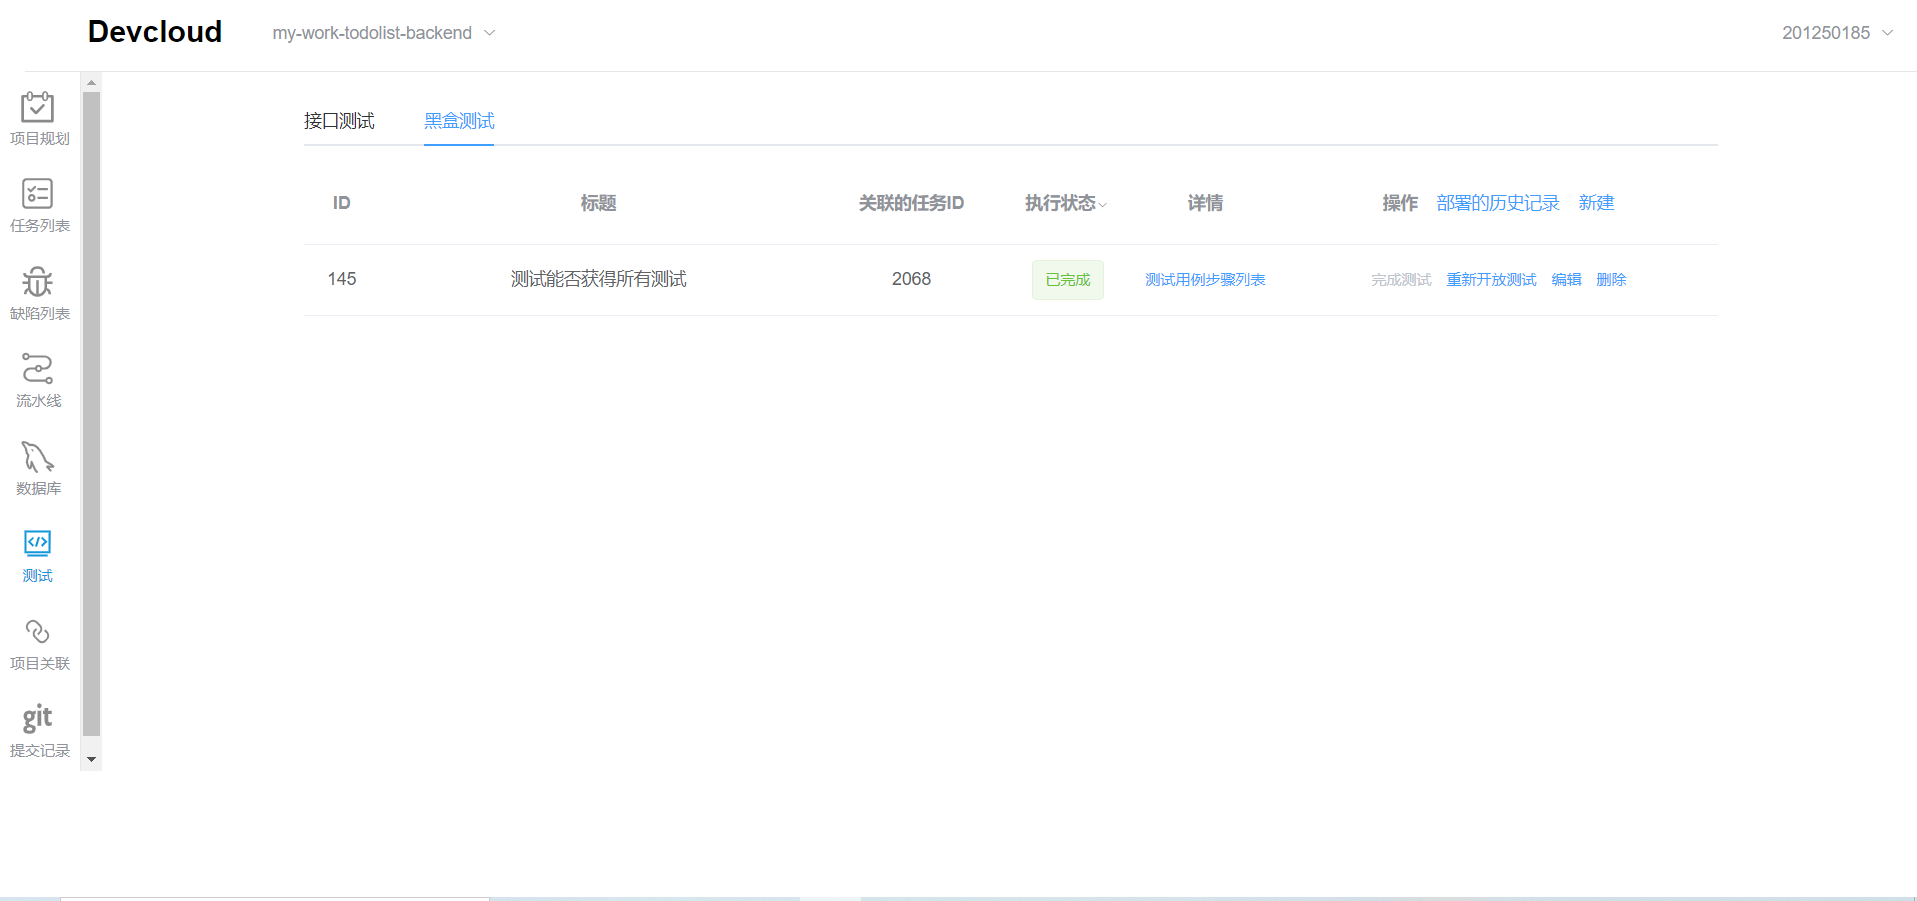 Devcloud my-work-todolist-backend 201250185
项目规划
任务列表
缺陷列表
流水线
数据库
测试
项目关联
git
提交记录
接口测试 黑盒测试
ID 标题 关联的任务ID 执行状态 详情 操作 部署的历史记录 新建
145 测试能否获得所有测试 2068 已完成 测试用例步骤列表 完成测试 重新开放测试 编辑 删除